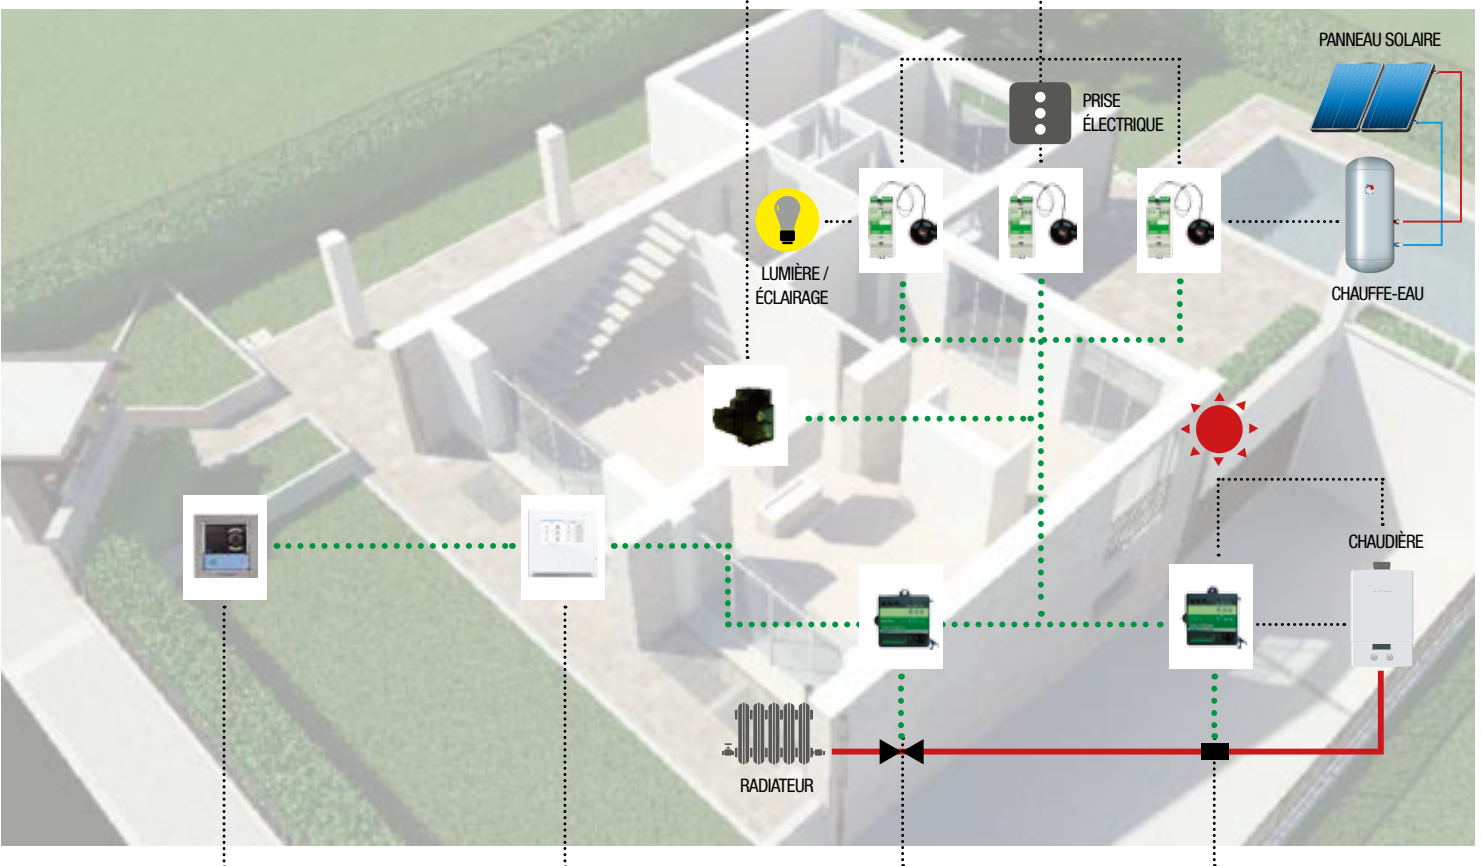 PANNEAU SOLAIRE
PRISE
ÉLECTRIQUE
LUMIÈRE /
ÉCLAIRAGE
CHAUFFE-EAU
CHAUDIÈRE
RADIATEUR